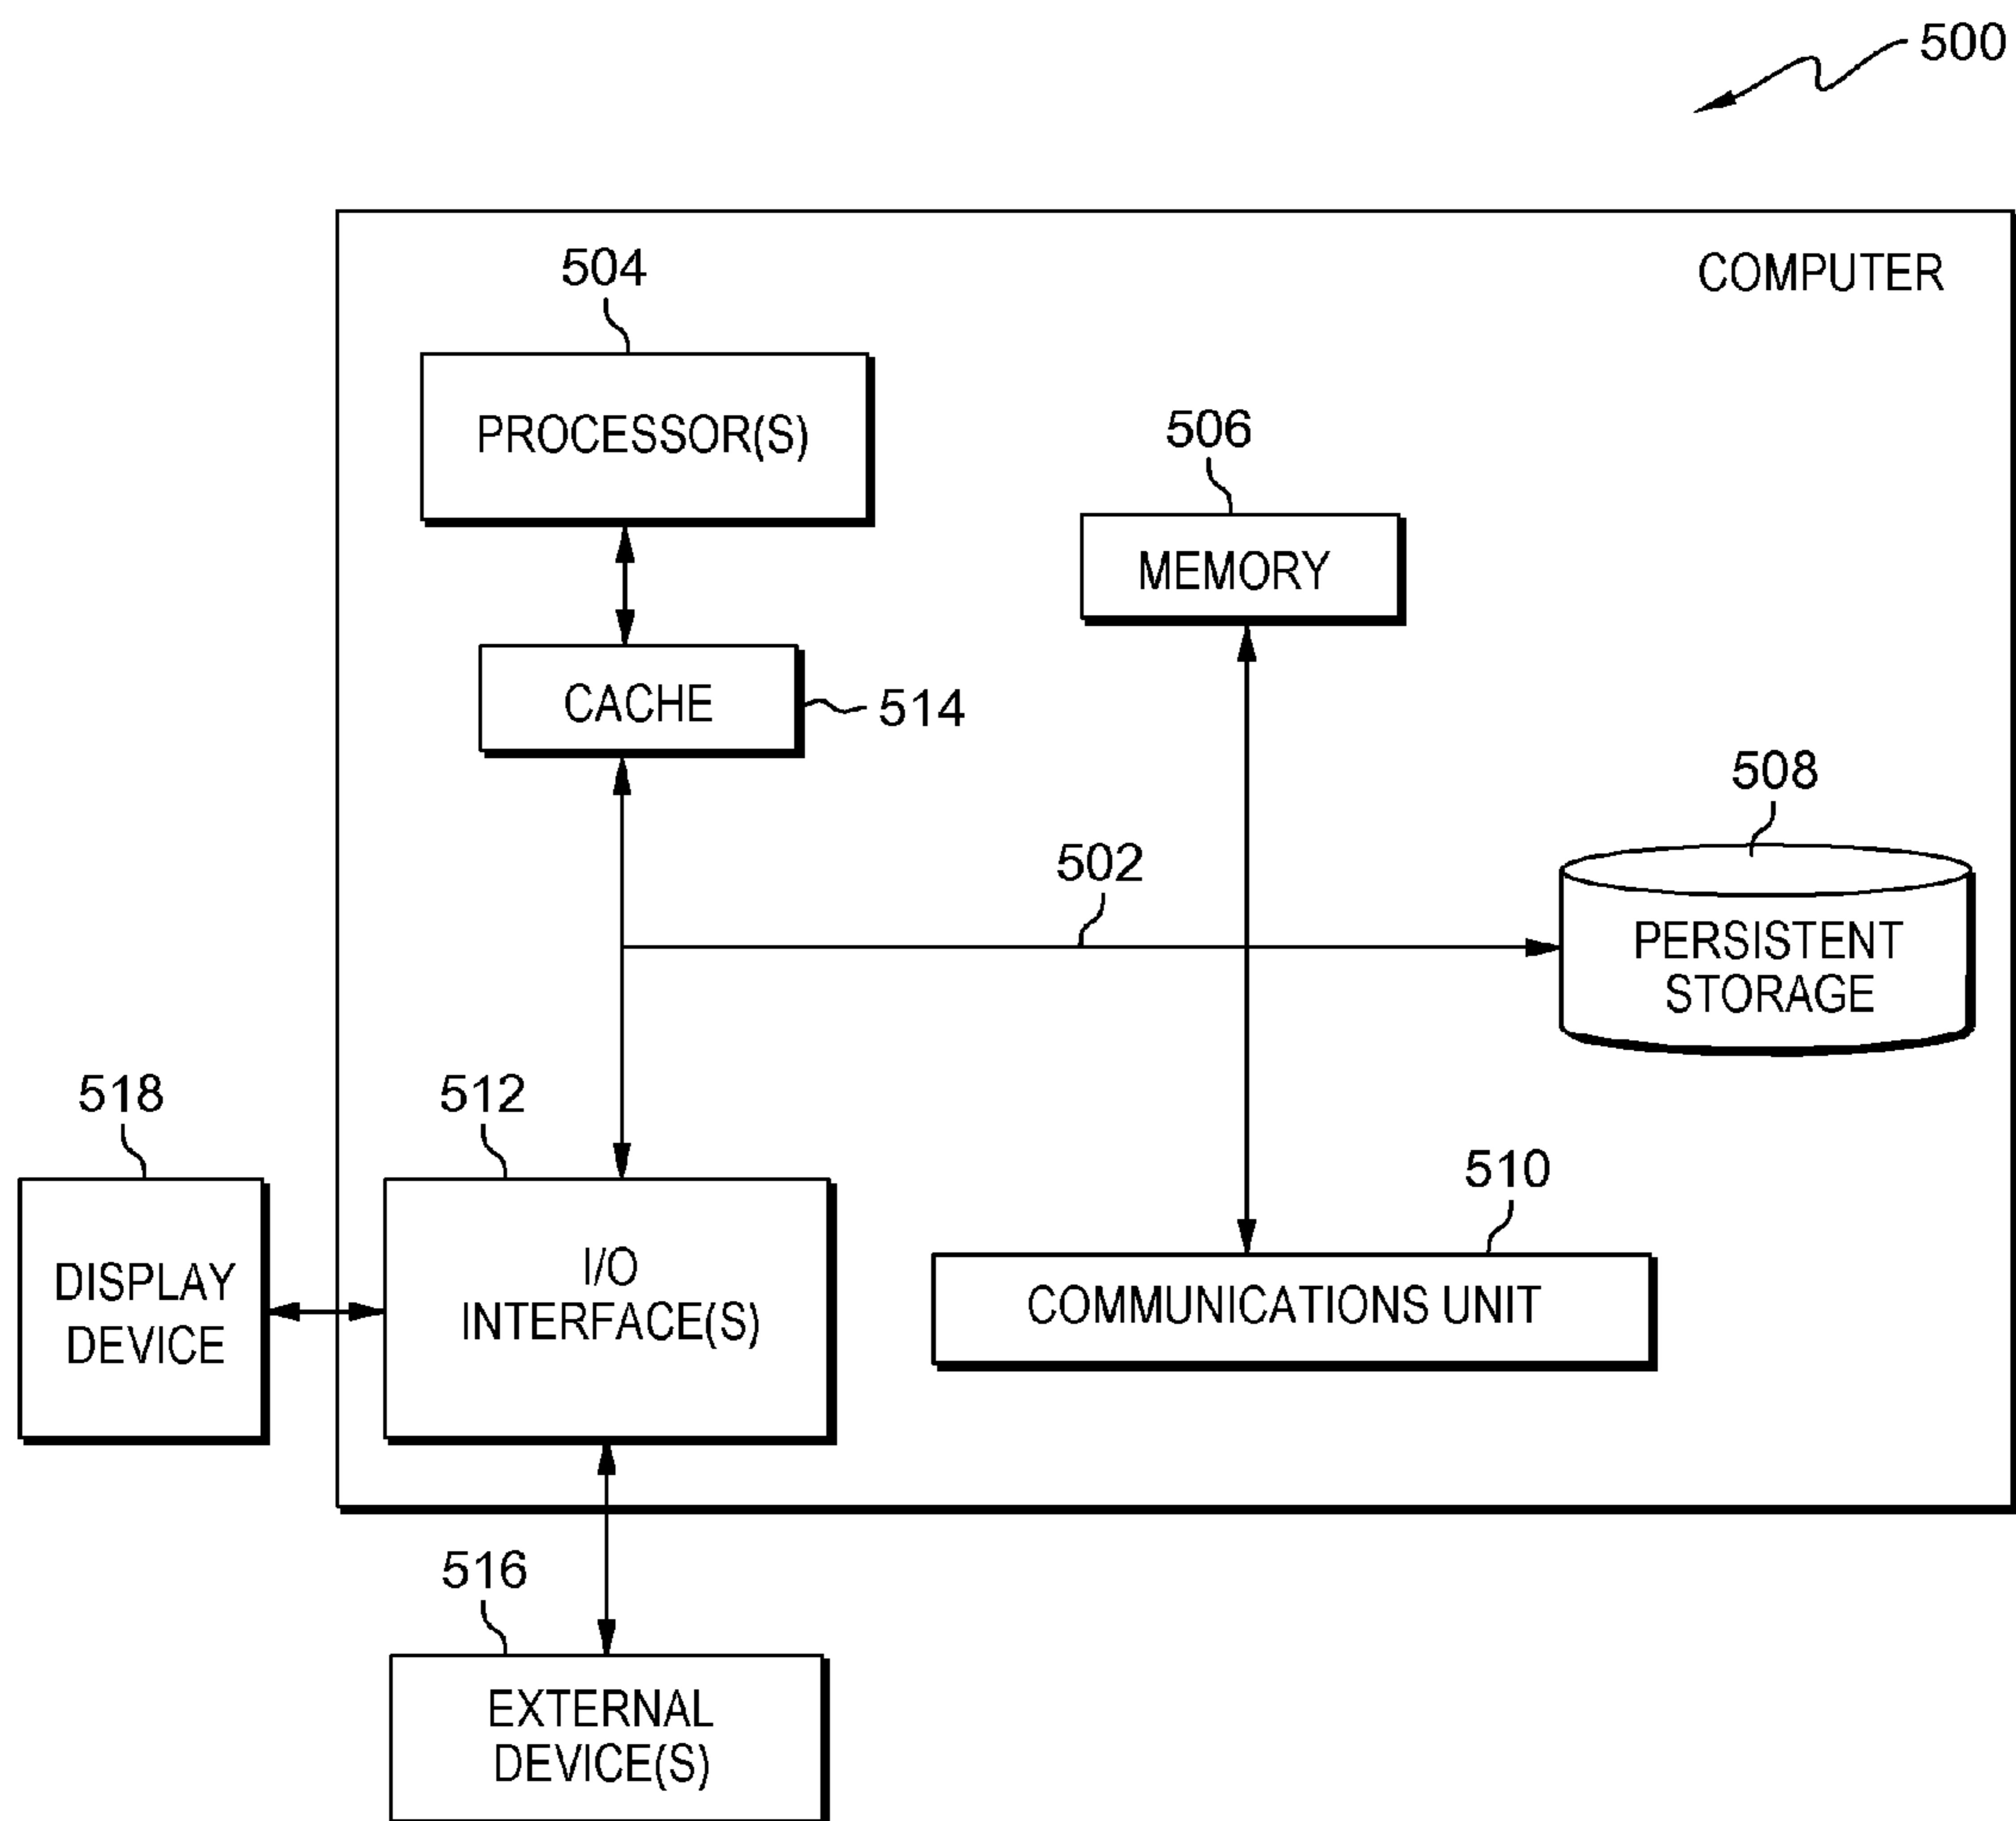 500
COMPUTER
504
PROCESSOR(S)
506
MEMORY
CACHE
514
508
502
PERSISTENT
STORAGE
518
512
510
DISPLAY
DEVICE
I/O
INTERFACE(S)
COMMUNICATIONS UNIT
516
EXTERNAL
DEVICE(S)